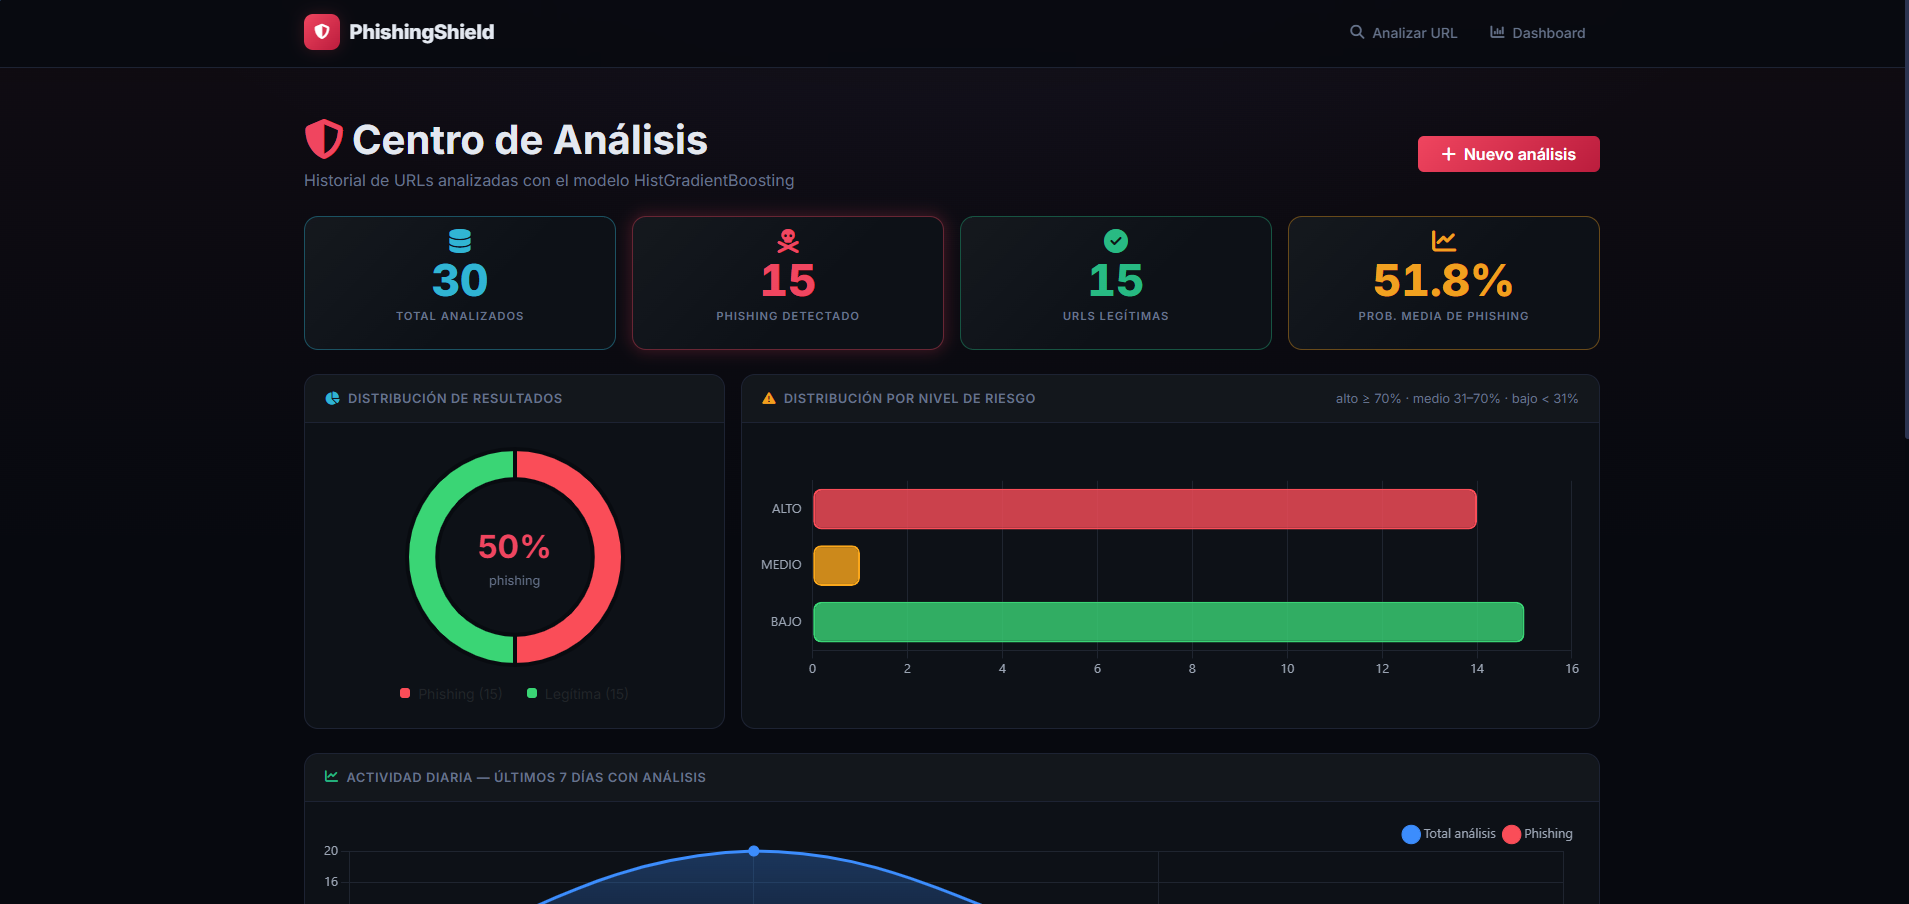 PhishingShield
Analizar URL
Dashboard
Centro de Análisis
Nuevo análisis
Historial de URLs analizadas con el modelo HistGradientBoosting
30
TOTAL ANALIZADOS
15
PHISHING DETECTADO
15
URLS LEGÍTIMAS
51.8%
PROB. MEDIA DE PHISHING
DISTRIBUCIÓN DE RESULTADOS
50%
phishing
Phishing (15)
Legítima (15)
DISTRIBUCIÓN POR NIVEL DE RIESGO
alto ≥ 70% · medio 31–70% · bajo < 31%
ALTO
MEDIO
BAJO
0 2 4 6 8 10 12 14 16
ACTIVIDAD DIARIA — ÚLTIMOS 7 DÍAS CON ANÁLISIS
Total análisis
Phishing
20
16